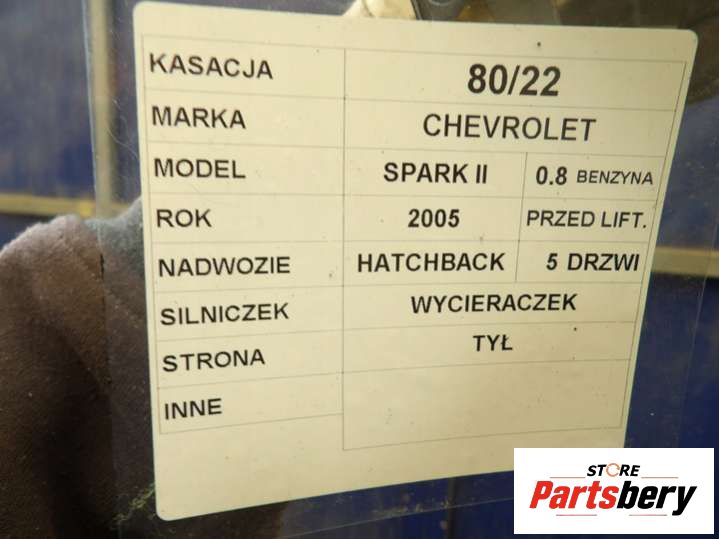 KASACJA 80/22
MARKA CHEVROLET
MODEL SPARK II 0.8 BENZYNA
ROK 2005 PRZED LIFT.
NADWOZIE HATCHBACK 5 DRZWI
SILNICZEK WYCIERACZEK
STRONA TYŁ
INNE
STORE
Partsbery